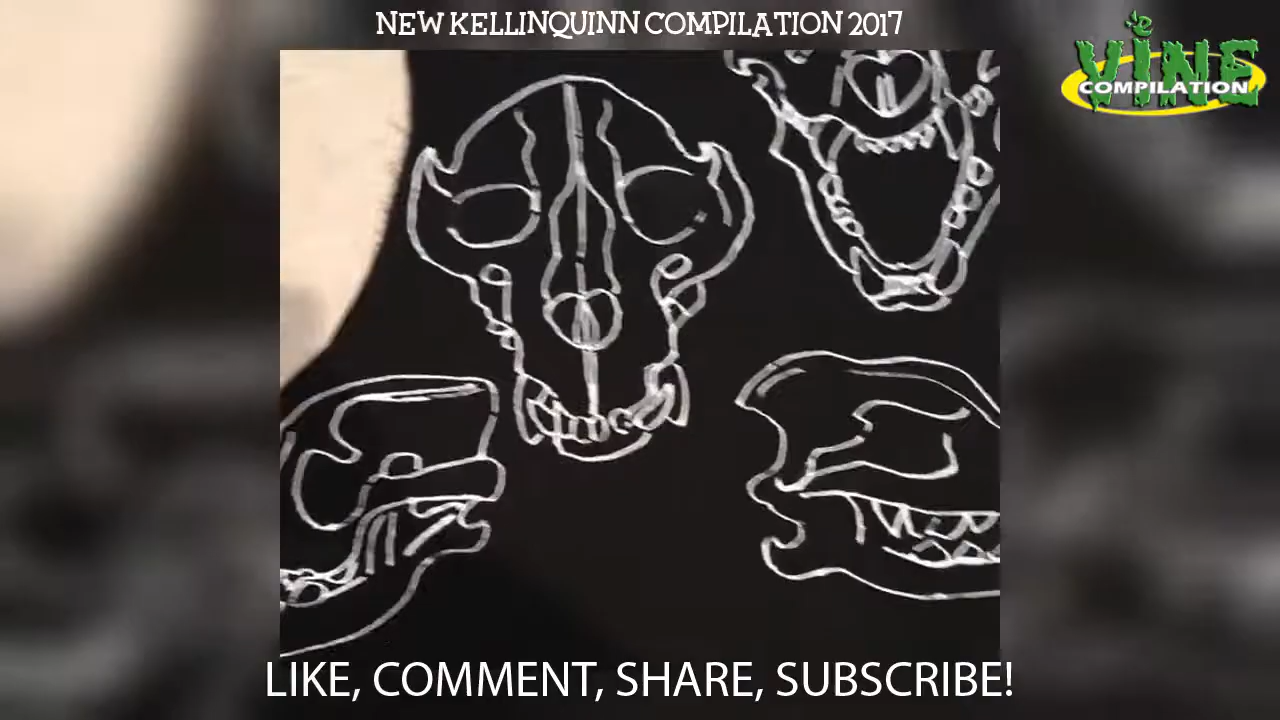 NEW KELLINQUINN COMPILATION 2017
VINE
COMPILATION
LIKE, COMMENT, SHARE, SUBSCRIBE!